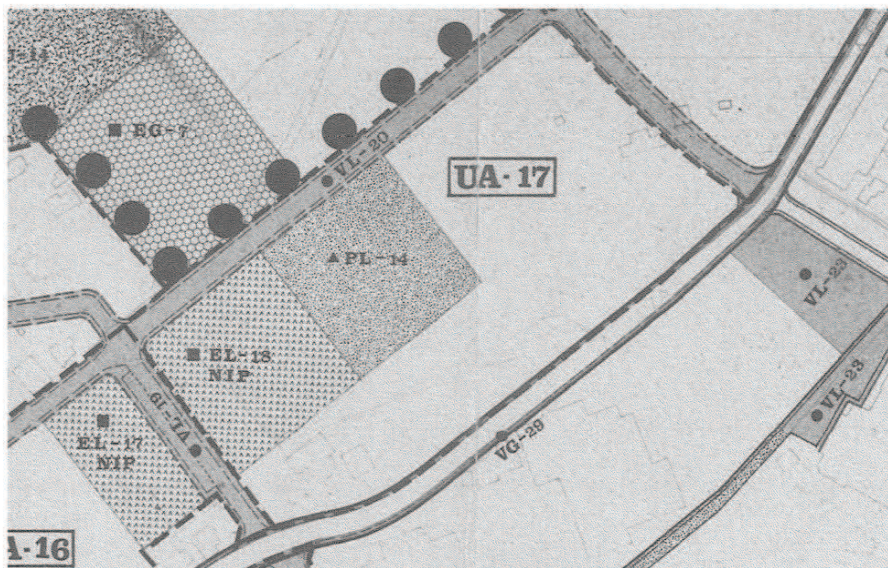 EG-7
VL-20
UA-17
PL-14
VL-23
EL-18
NIP
VL-23
EL-17
NIP
VL-19
VG-29
A-16